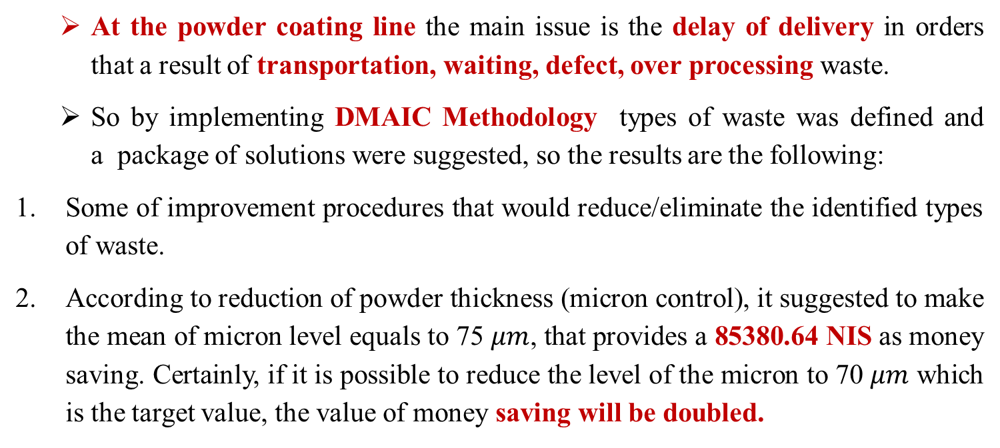 ➢ At the powder coating line the main issue is the delay of delivery in orders
that a result of transportation, waiting, defect, over processing waste.
➢ So by implementing DMAIC Methodology types of waste was defined and
a package of solutions were suggested, so the results are the following:
1. Some of improvement procedures that would reduce/eliminate the identified types
of waste.
2. According to reduction of powder thickness (micron control), it suggested to make
the mean of micron level equals to 75 μm, that provides a 85380.64 NIS as money
saving. Certainly, if it is possible to reduce the level of the micron to 70 μm which
is the target value, the value of money saving will be doubled.